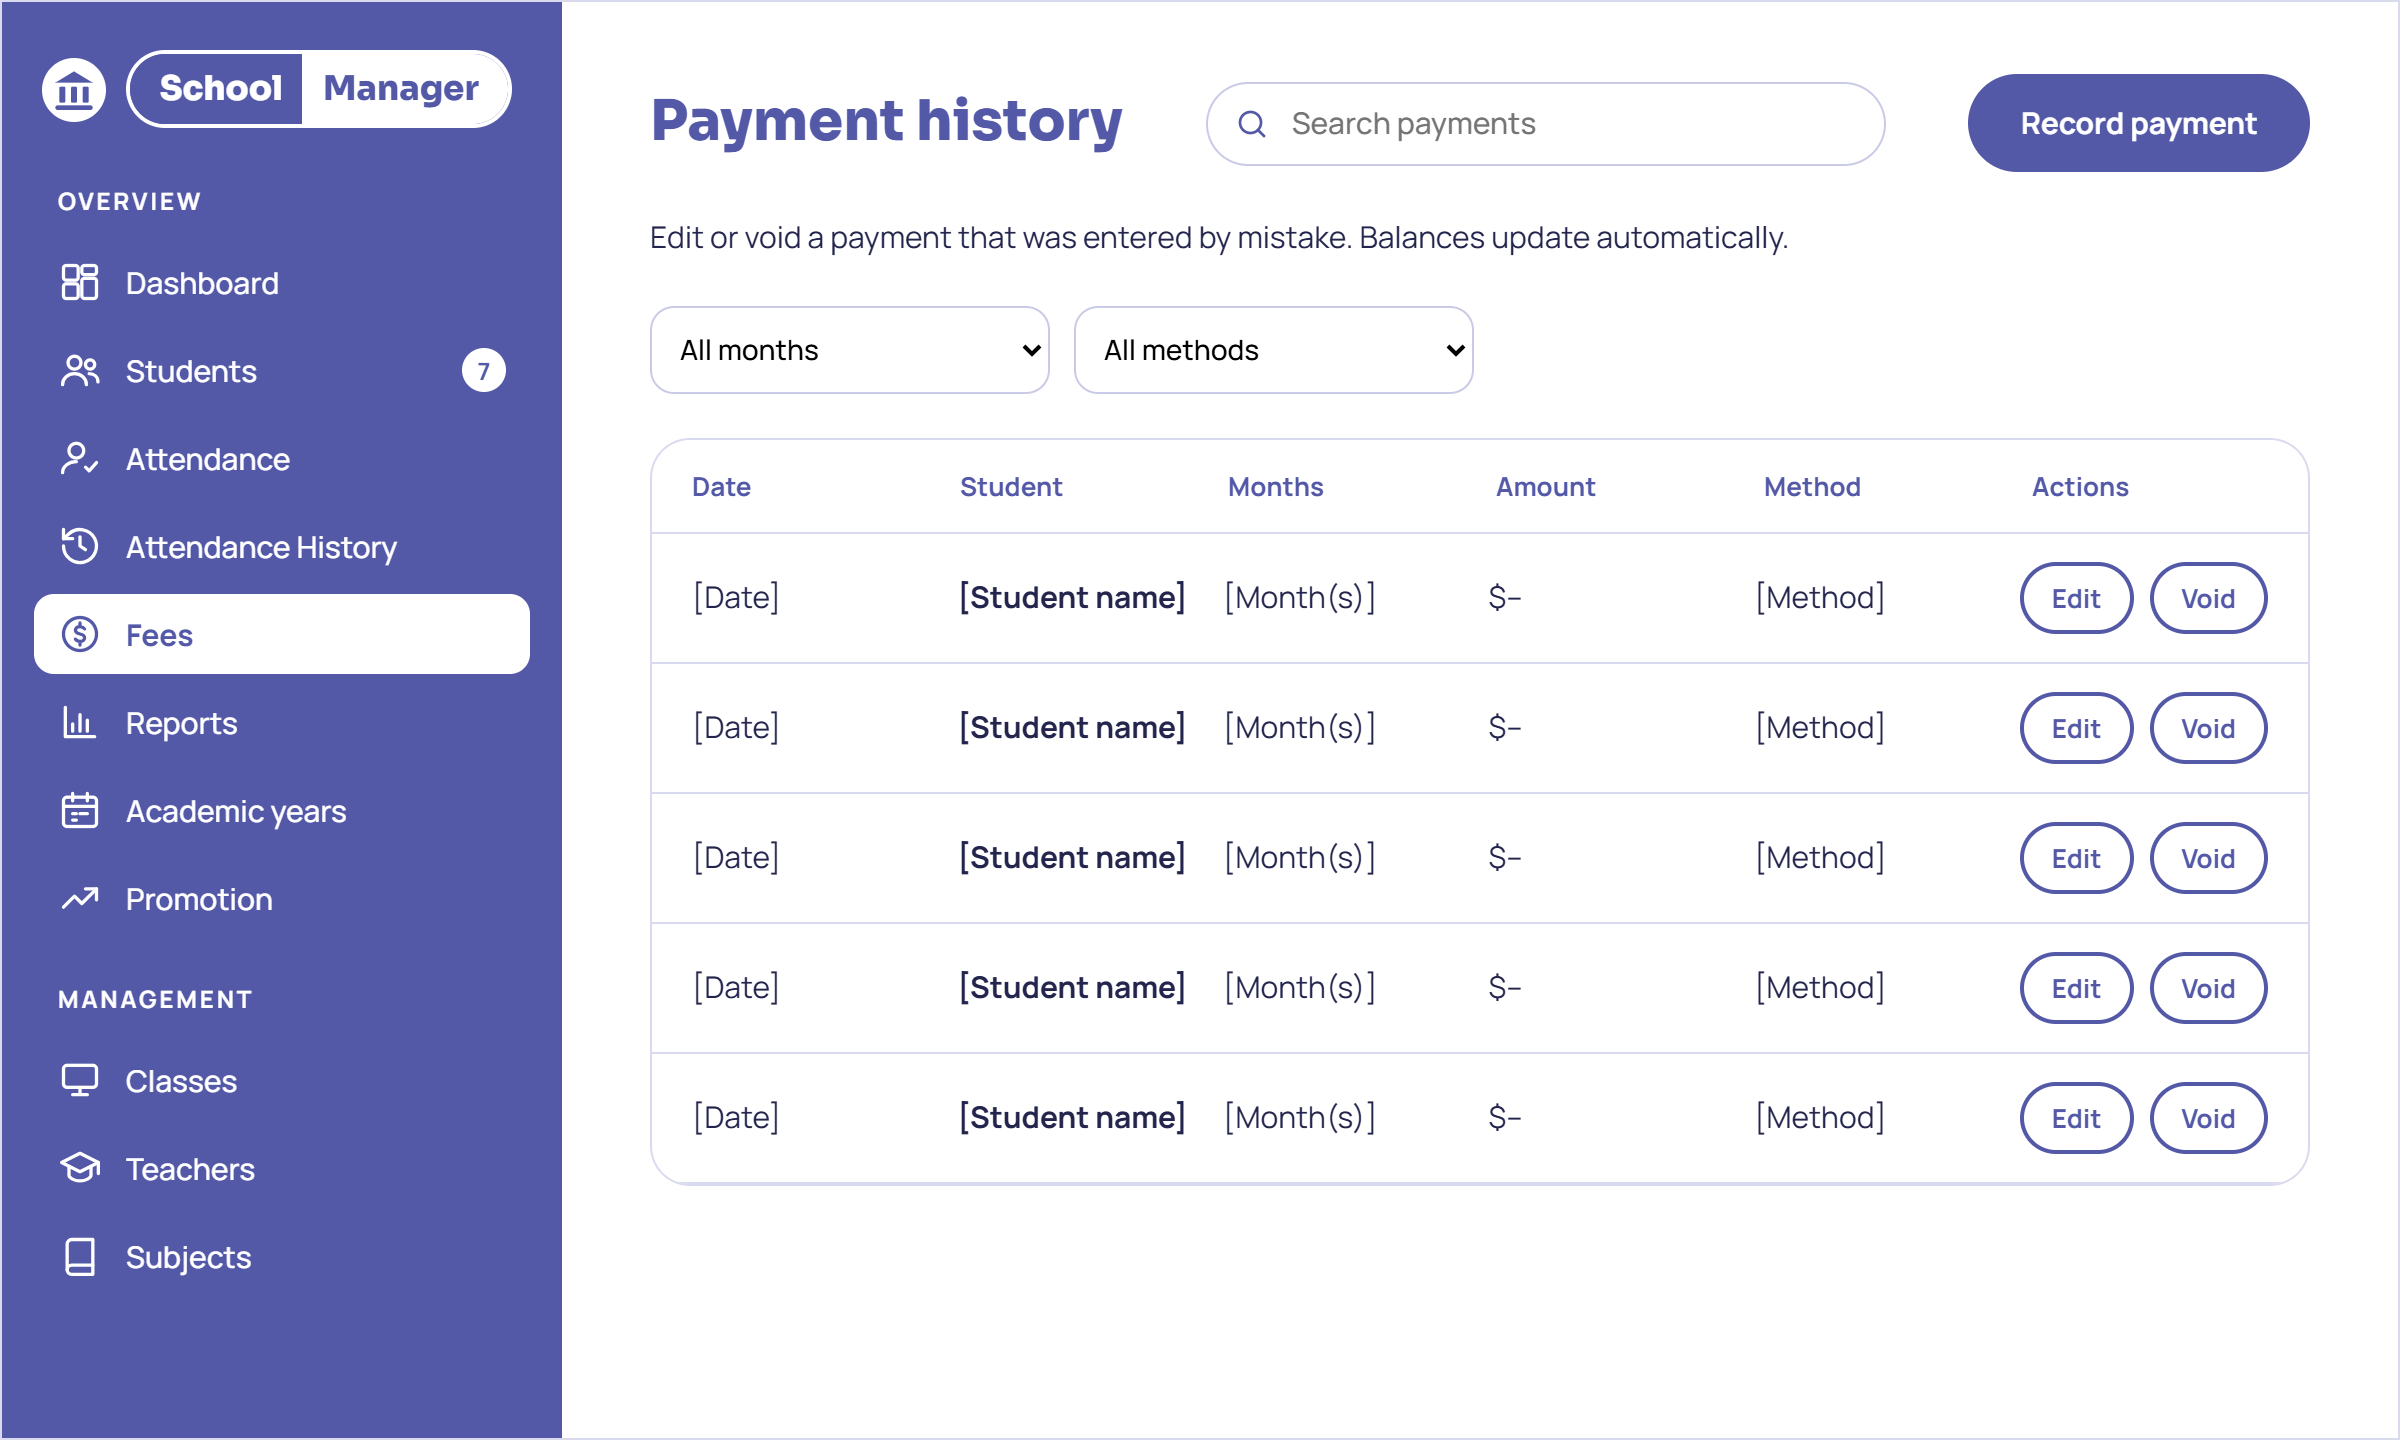 School Manager
OVERVIEW
Dashboard
Students 7
Attendance
Attendance History
Fees
Reports
Academic years
Promotion
MANAGEMENT
Classes
Teachers
Subjects
Payment history
Search payments
Record payment
Edit or void a payment that was entered by mistake. Balances update automatically.
All months
All methods
Date Student Months Amount Method Actions
[Date] [Student name] [Month(s)] $– [Method] Edit Void
[Date] [Student name] [Month(s)] $– [Method] Edit Void
[Date] [Student name] [Month(s)] $– [Method] Edit Void
[Date] [Student name] [Month(s)] $– [Method] Edit Void
[Date] [Student name] [Month(s)] $– [Method] Edit Void